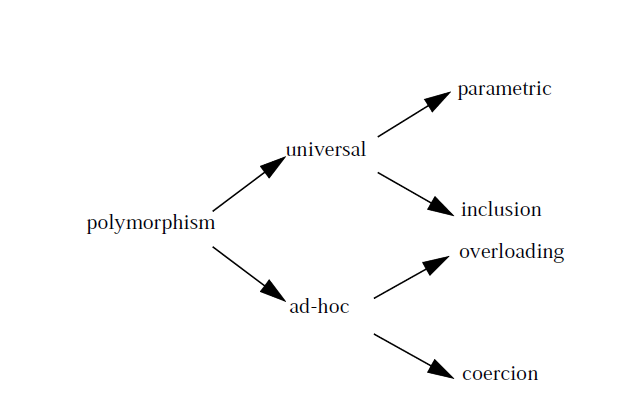 parametric
universal
inclusion
polymorphism
overloading
ad-hoc
coercion